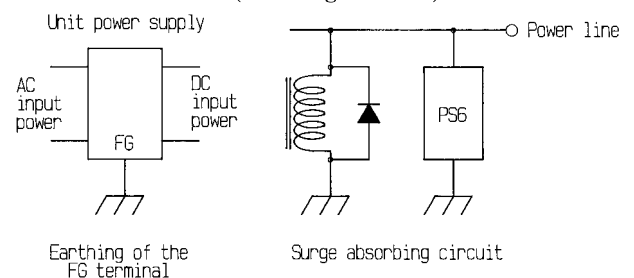 Unit power supply
Power line
AC
input
power
DC
input
power
FG
PS6
Earthing of the
FG terminal
Surge absorbing circuit